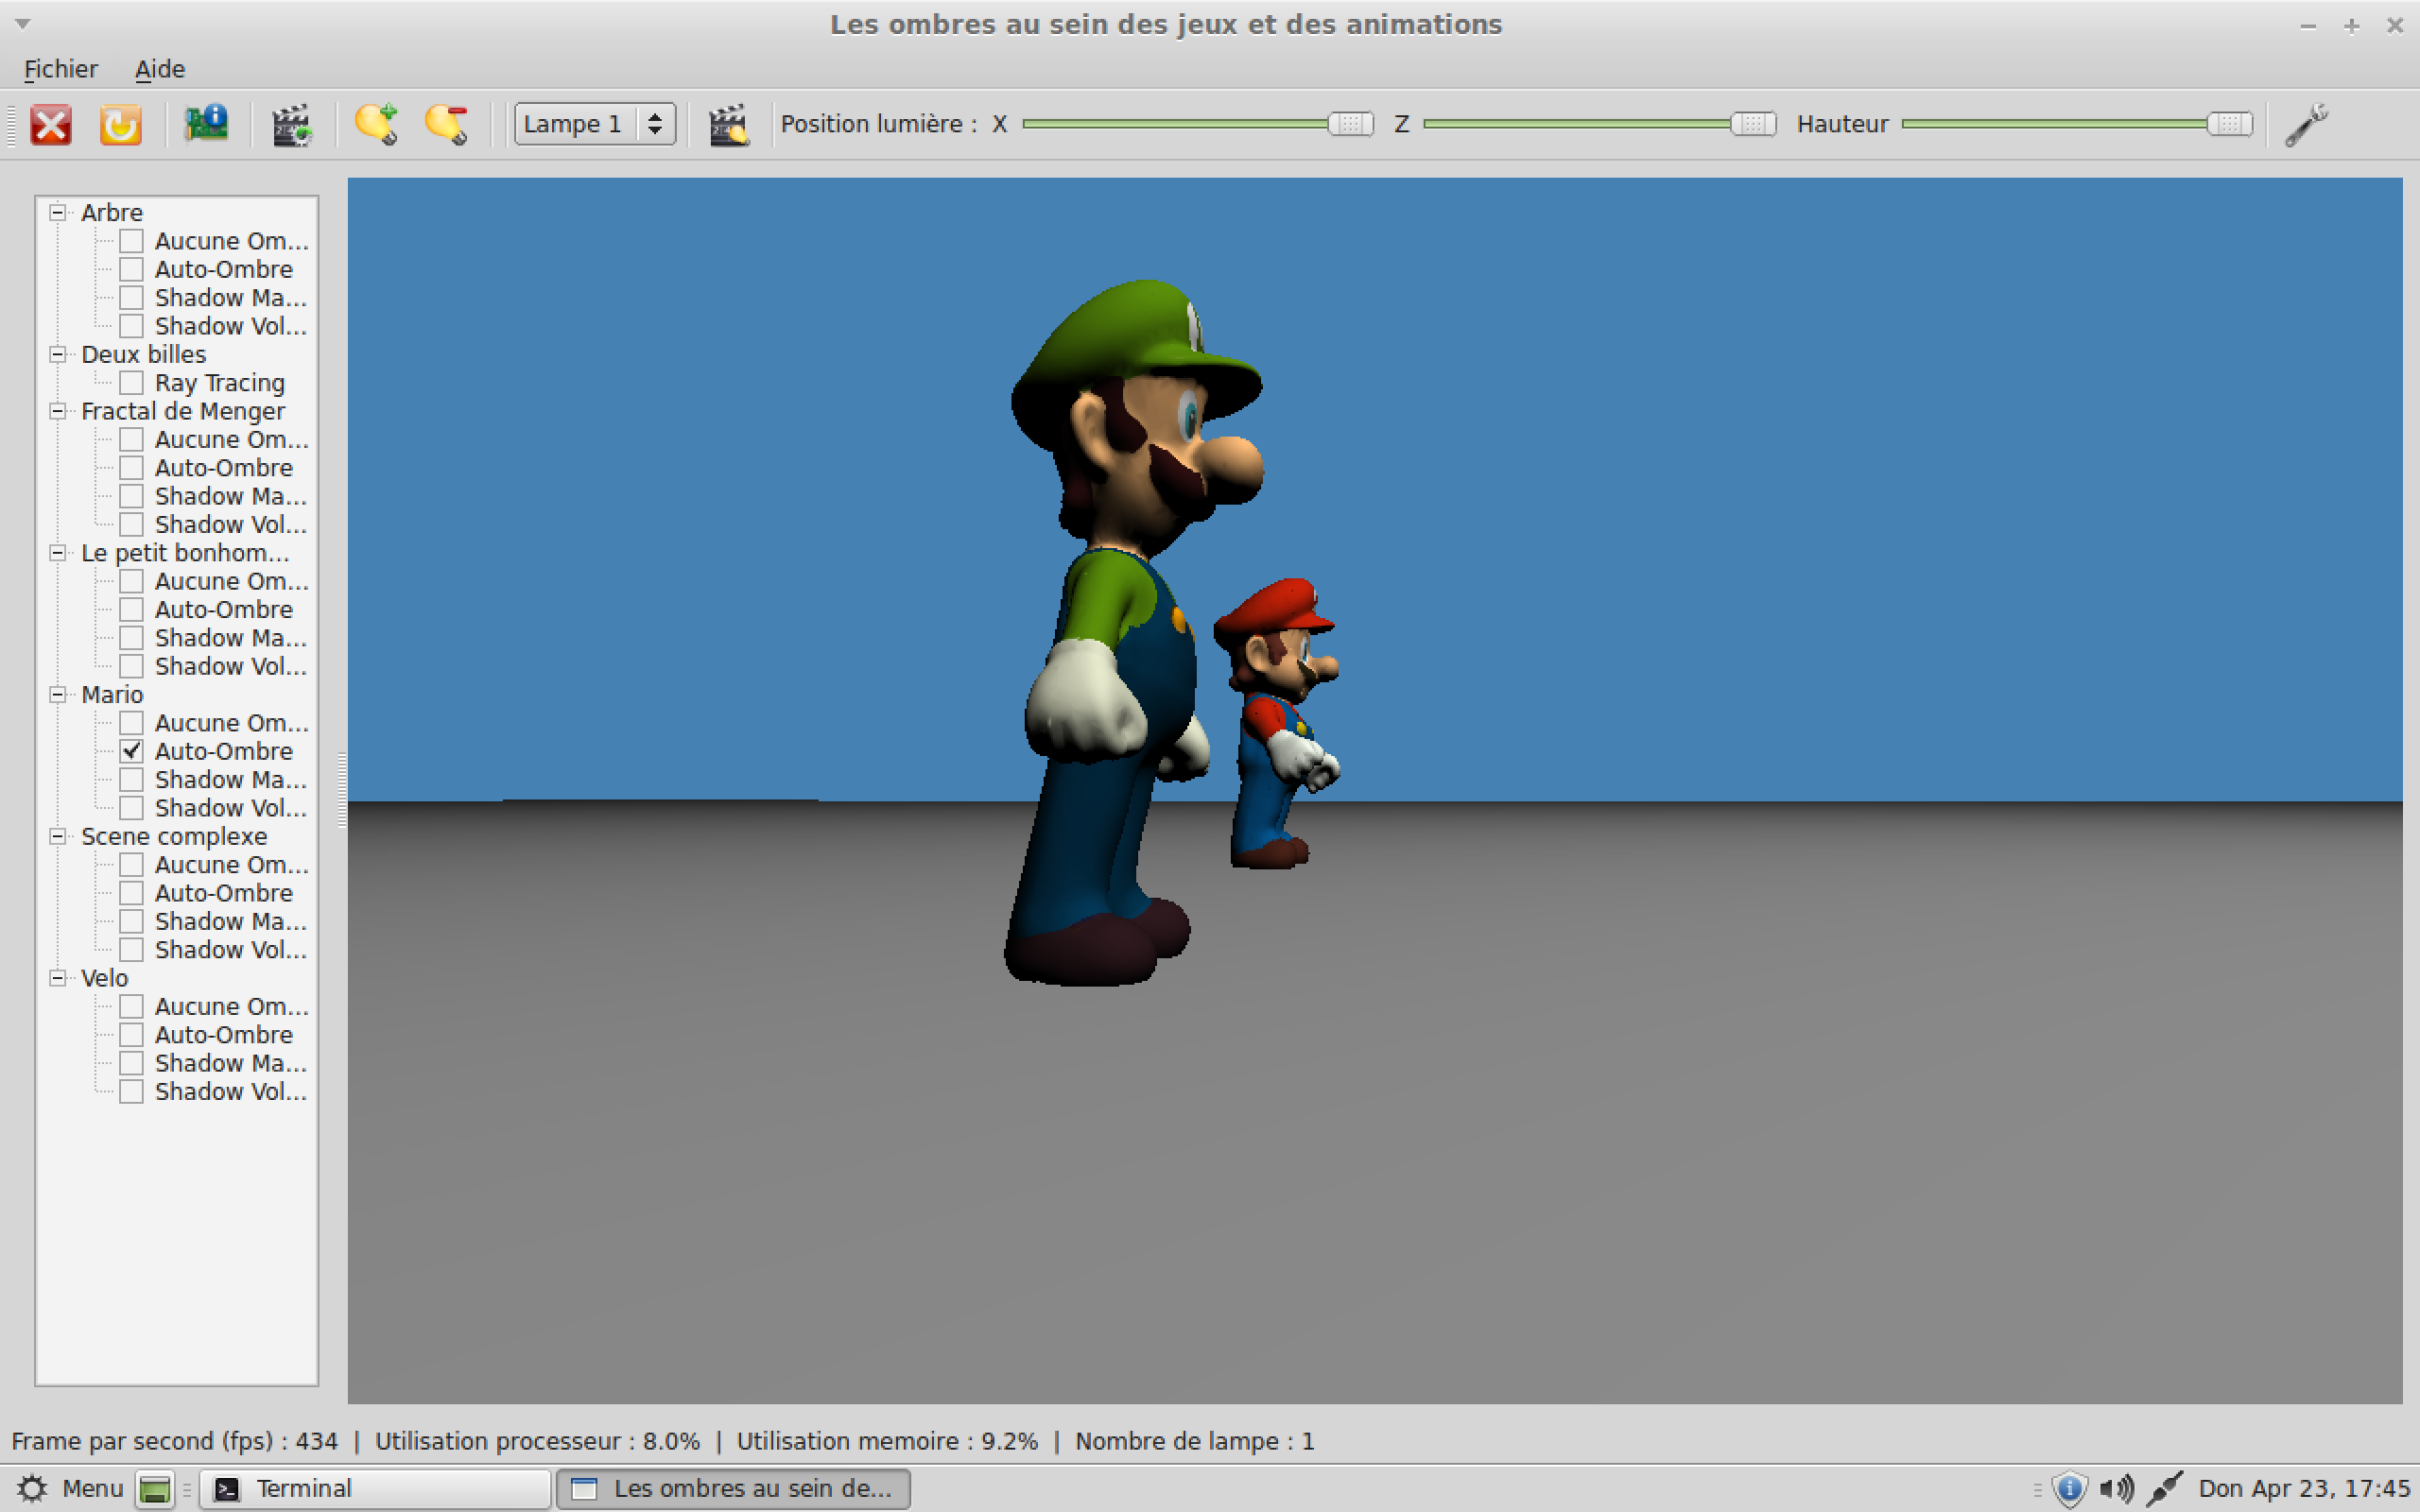 Les ombres au sein des jeux et des animations
Fichier Aide
Lampe 1 Position lumière : X Z Hauteur
Arbre
Aucune Om...
Auto-Ombre
Shadow Ma...
Shadow Vol...
Deux billes
Ray Tracing
Fractal de Menger
Aucune Om...
Auto-Ombre
Shadow Ma...
Shadow Vol...
Le petit bonhom...
Aucune Om...
Auto-Ombre
Shadow Ma...
Shadow Vol...
Mario
Aucune Om...
Auto-Ombre
Shadow Ma...
Shadow Vol...
Scene complexe
Aucune Om...
Auto-Ombre
Shadow Ma...
Shadow Vol...
Velo
Aucune Om...
Auto-Ombre
Shadow Ma...
Shadow Vol...
Frame par second (fps) : 434 | Utilisation processeur : 8.0% | Utilisation memoire : 9.2% | Nombre de lampe : 1
Menu Terminal Les ombres au sein de... Don Apr 23, 17:45